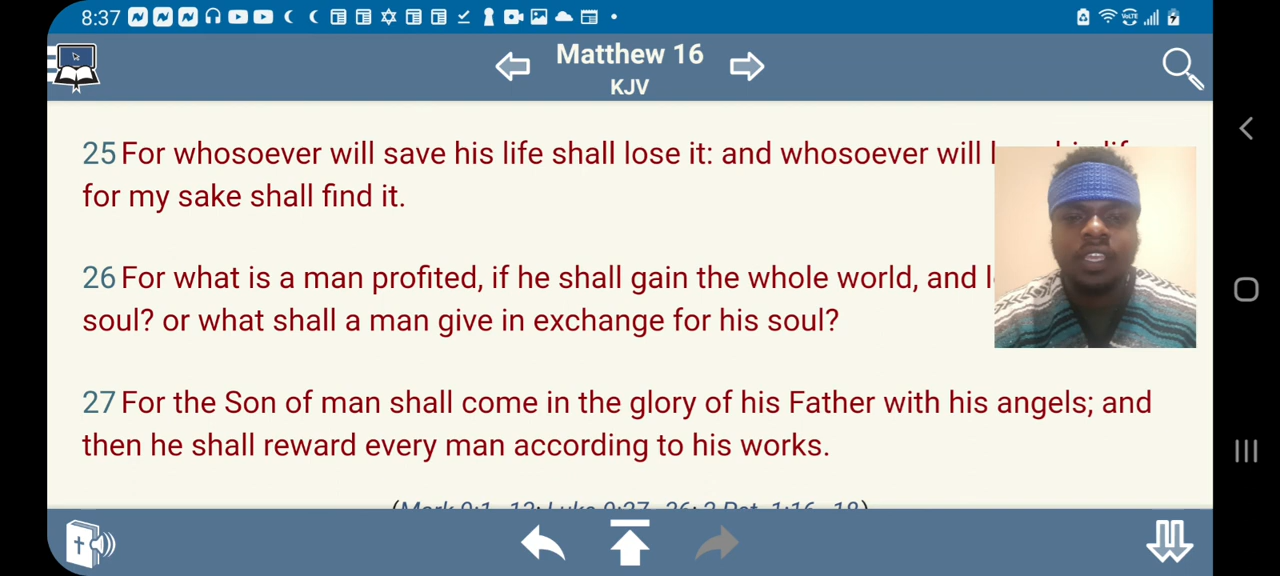 8:37
Matthew 16
KJV
25 For whosoever will save his life shall lose it: and whosoever will
for my sake shall find it.
26 For what is a man profited, if he shall gain the whole world, and
soul? or what shall a man give in exchange for his soul?
27 For the Son of man shall come in the glory of his Father with his angels; and
then he shall reward every man according to his works.